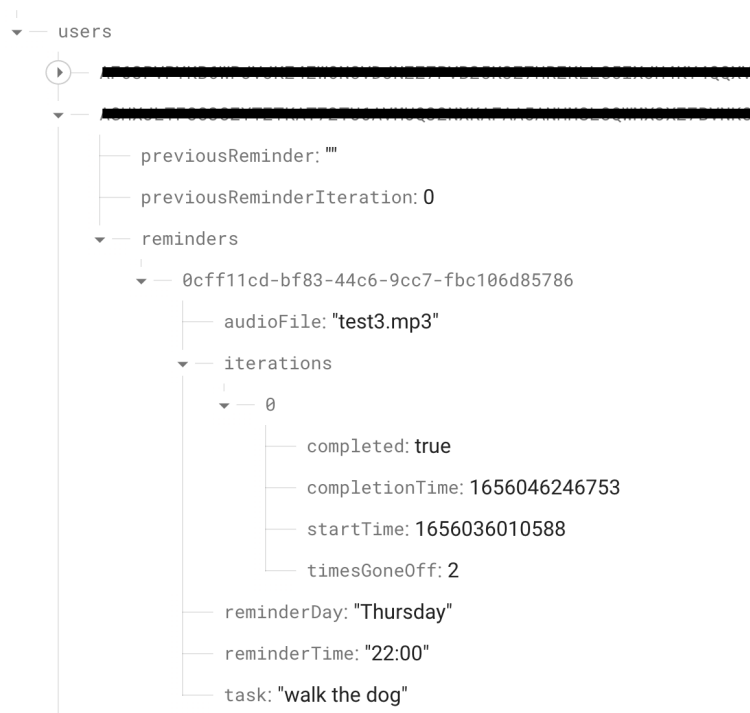 users
previousReminder: ""
previousReminderIteration: 0
reminders
0cff11cd-bf83-44c6-9cc7-fbc106d85786
audioFile: "test3.mp3"
iterations
0
completed: true
completionTime: 1656046246753
startTime: 1656036010588
timesGoneOff: 2
reminderDay: "Thursday"
reminderTime: "22:00"
task: "walk the dog"